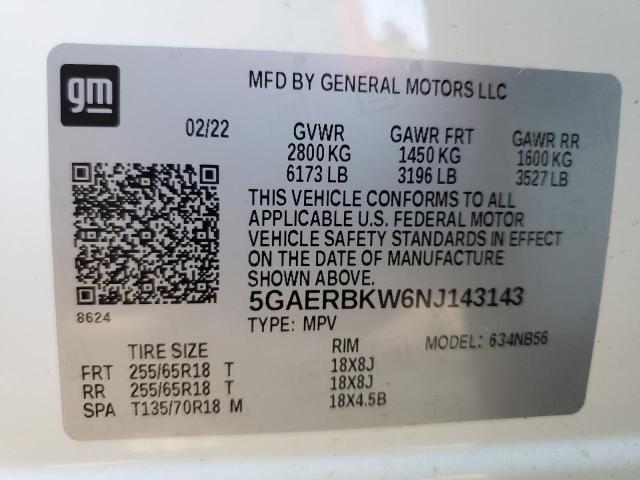 gm
MFD BY GENERAL MOTORS LLC
02/22 GVWR GAWR FRT GAWR RR
2800 KG 1450 KG 1600 KG
6173 LB 3196 LB 3527 LB
THIS VEHICLE CONFORMS TO ALL
APPLICABLE U.S. FEDERAL MOTOR
VEHICLE SAFETY STANDARDS IN EFFECT
ON THE DATE OF MANUFACTURE
SHOWN ABOVE.
8624
5GAERBKW6NJ143143
TYPE: MPV MODEL: 634NB56
TIRE SIZE RIM
FRT 255/65R18 T 18X8J
RR 255/65R18 T 18X8J
SPA T135/70R18 M 18X4.5B